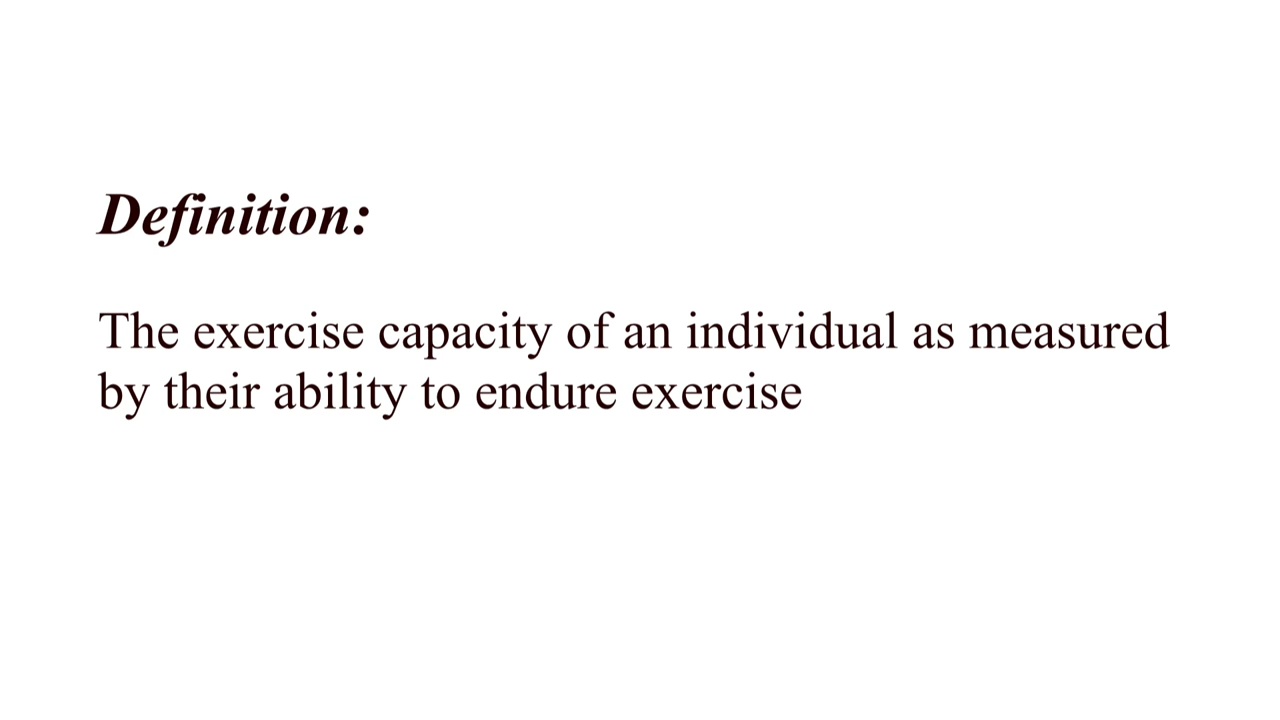 Definition:
The exercise capacity of an individual as measured
by their ability to endure exercise